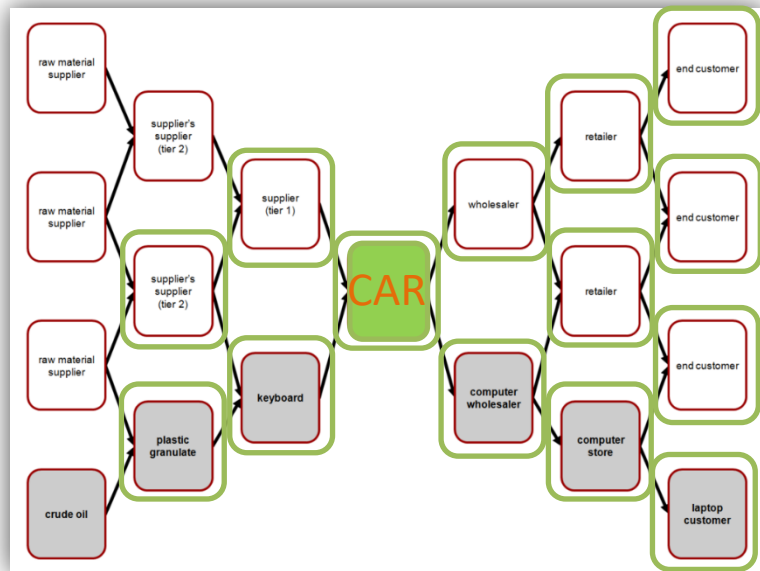 raw material
supplier
supplier's
supplier
(tier 2)
raw material
supplier
supplier
(tier 1)
supplier's
supplier
(tier 2)
raw material
supplier
keyboard
plastic
granulate
crude oil
CAR
wholesaler
computer
wholesaler
retailer
retailer
computer
store
end customer
end customer
end customer
laptop
customer